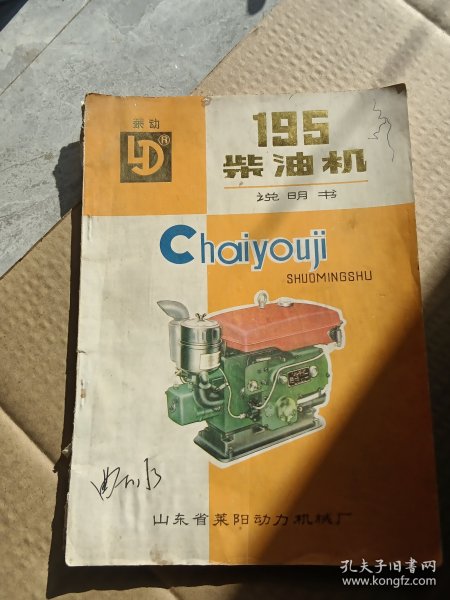 莱动
LD®
195
柴油机
说明书
Chaiyouji
SHUOMINGSHU
山东省莱阳动力机械厂
孔夫子旧书网
www.kongfz.com